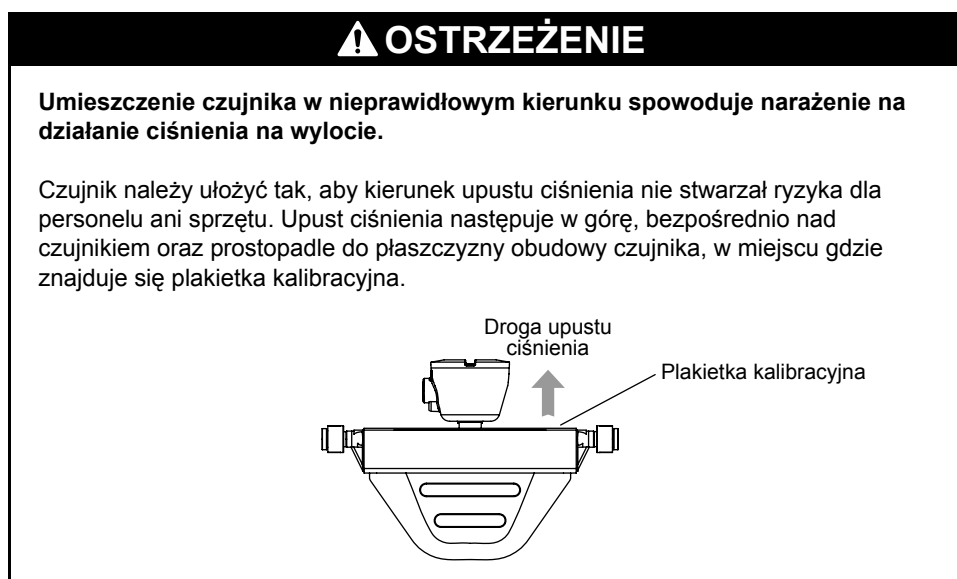 OSTRZEŻENIE
Umieszczenie czujnika w nieprawidłowym kierunku spowoduje narażenie na
działanie ciśnienia na wylocie.
Czujnik należy ułożyć tak, aby kierunek upustu ciśnienia nie stwarzał ryzyka dla
personelu ani sprzętu. Upust ciśnienia następuje w górę, bezpośrednio nad
czujnikiem oraz prostopadle do płaszczyzny obudowy czujnika, w miejscu gdzie
znajduje się plakietka kalibracyjna.
Droga upustu
ciśnienia
Plakietka kalibracyjna